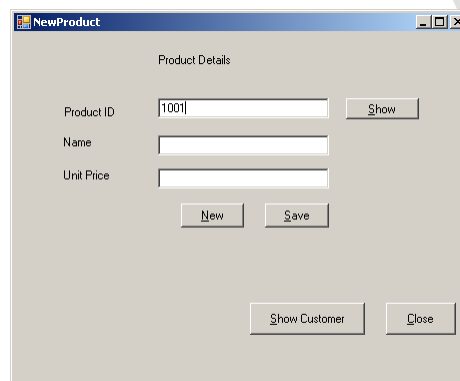 NewProduct
Product Details
Product ID 1001 Show
Name
Unit Price
New Save
Show Customer Close